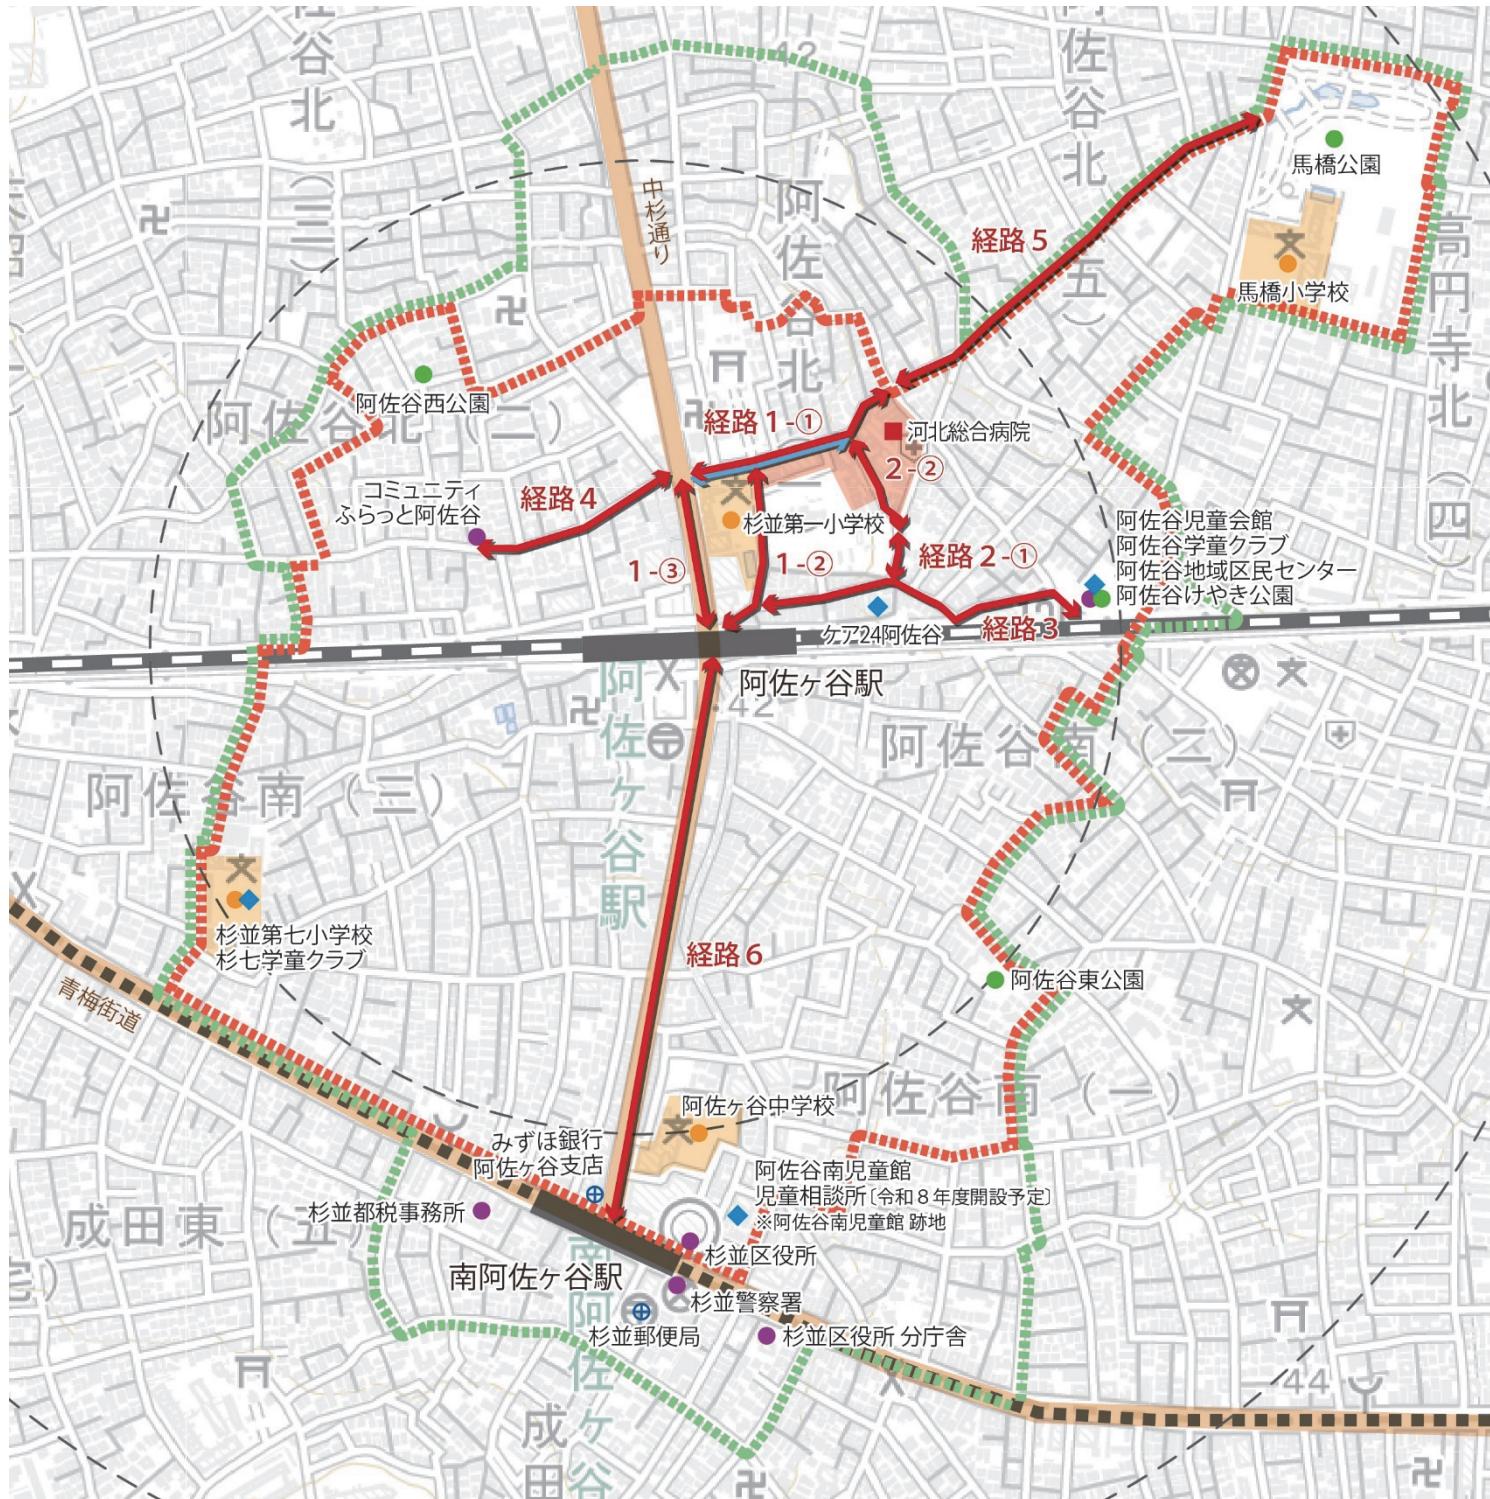 佐谷北(三)
42
阿佐谷北(五)
中杉通り
馬橋公園
阿佐谷北(一)
経路5
馬橋小学校
高円寺北(四)
阿佐谷西公園
阿佐谷北(二)
経路1-①
河北総合病院
2-②
コミュニティ
ふらっと阿佐谷
経路4
杉並第一小学校
阿佐谷児童会館
阿佐谷学童クラブ
阿佐谷地域区民センター
阿佐谷けやき公園
1-③
1-②
経路2-①
ケア24阿佐谷
経路3
阿佐ヶ谷駅
阿佐ケ谷駅
42
阿佐谷南(二)
阿佐谷南(三)
杉並第七小学校
杉七学童クラブ
経路6
青梅街道
阿佐谷東公園
阿佐谷南(一)
阿佐ヶ谷中学校
みずほ銀行
阿佐ヶ谷支店
阿佐谷南児童館
児童相談所〔令和8年度開設予定〕
※阿佐谷南児童館 跡地
杉並都税事務所
成田東(五)
杉並区役所
南阿佐ヶ谷駅
南阿佐ケ谷
杉並警察署
杉並郵便局
杉並区役所 分庁舎
44
成田